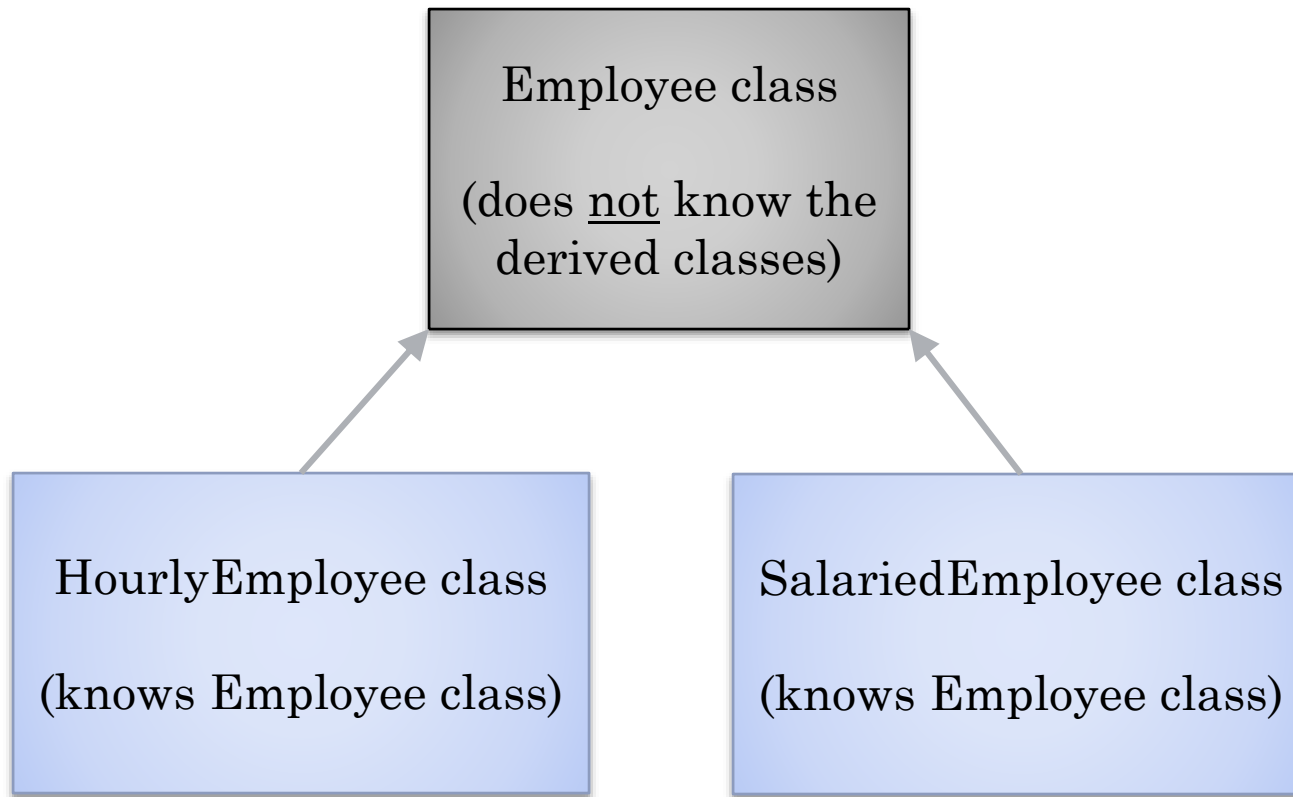 Employee class
(does not know the
derived classes)
HourlyEmployee class
(knows Employee class)
SalariedEmployee class
(knows Employee class)